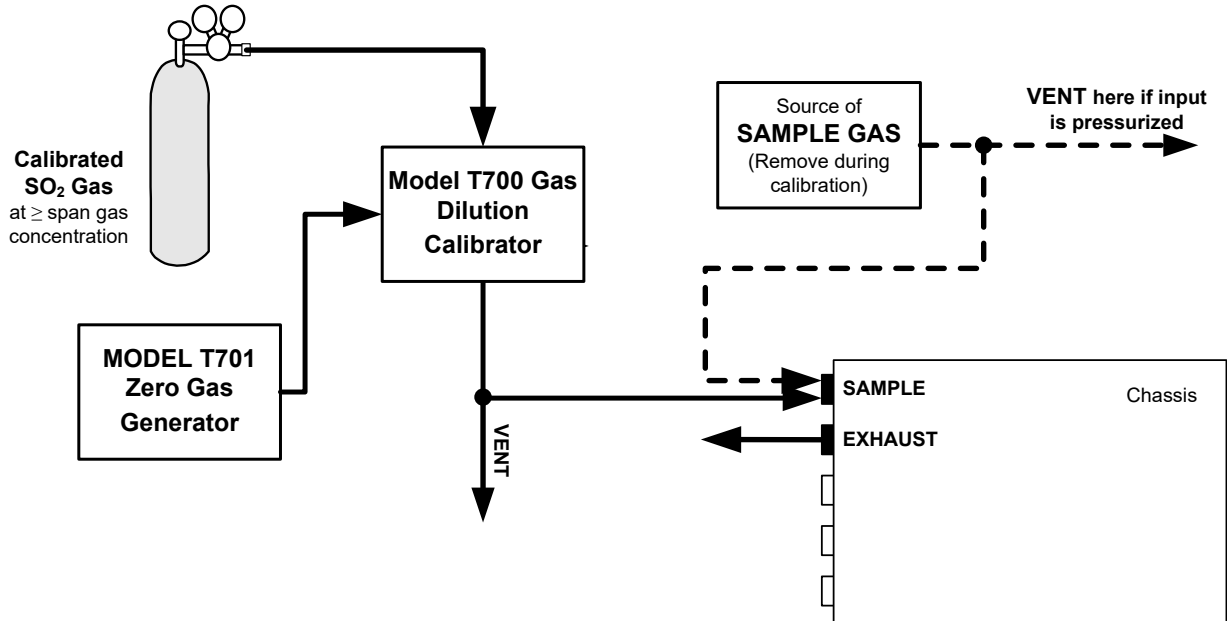 Calibrated
SO₂ Gas
at ≥ span gas
concentration
Model T700 Gas
Dilution
Calibrator
MODEL T701
Zero Gas
Generator
VENT
Source of
SAMPLE GAS
(Remove during
calibration)
VENT here if input
is pressurized
SAMPLE
EXHAUST
Chassis